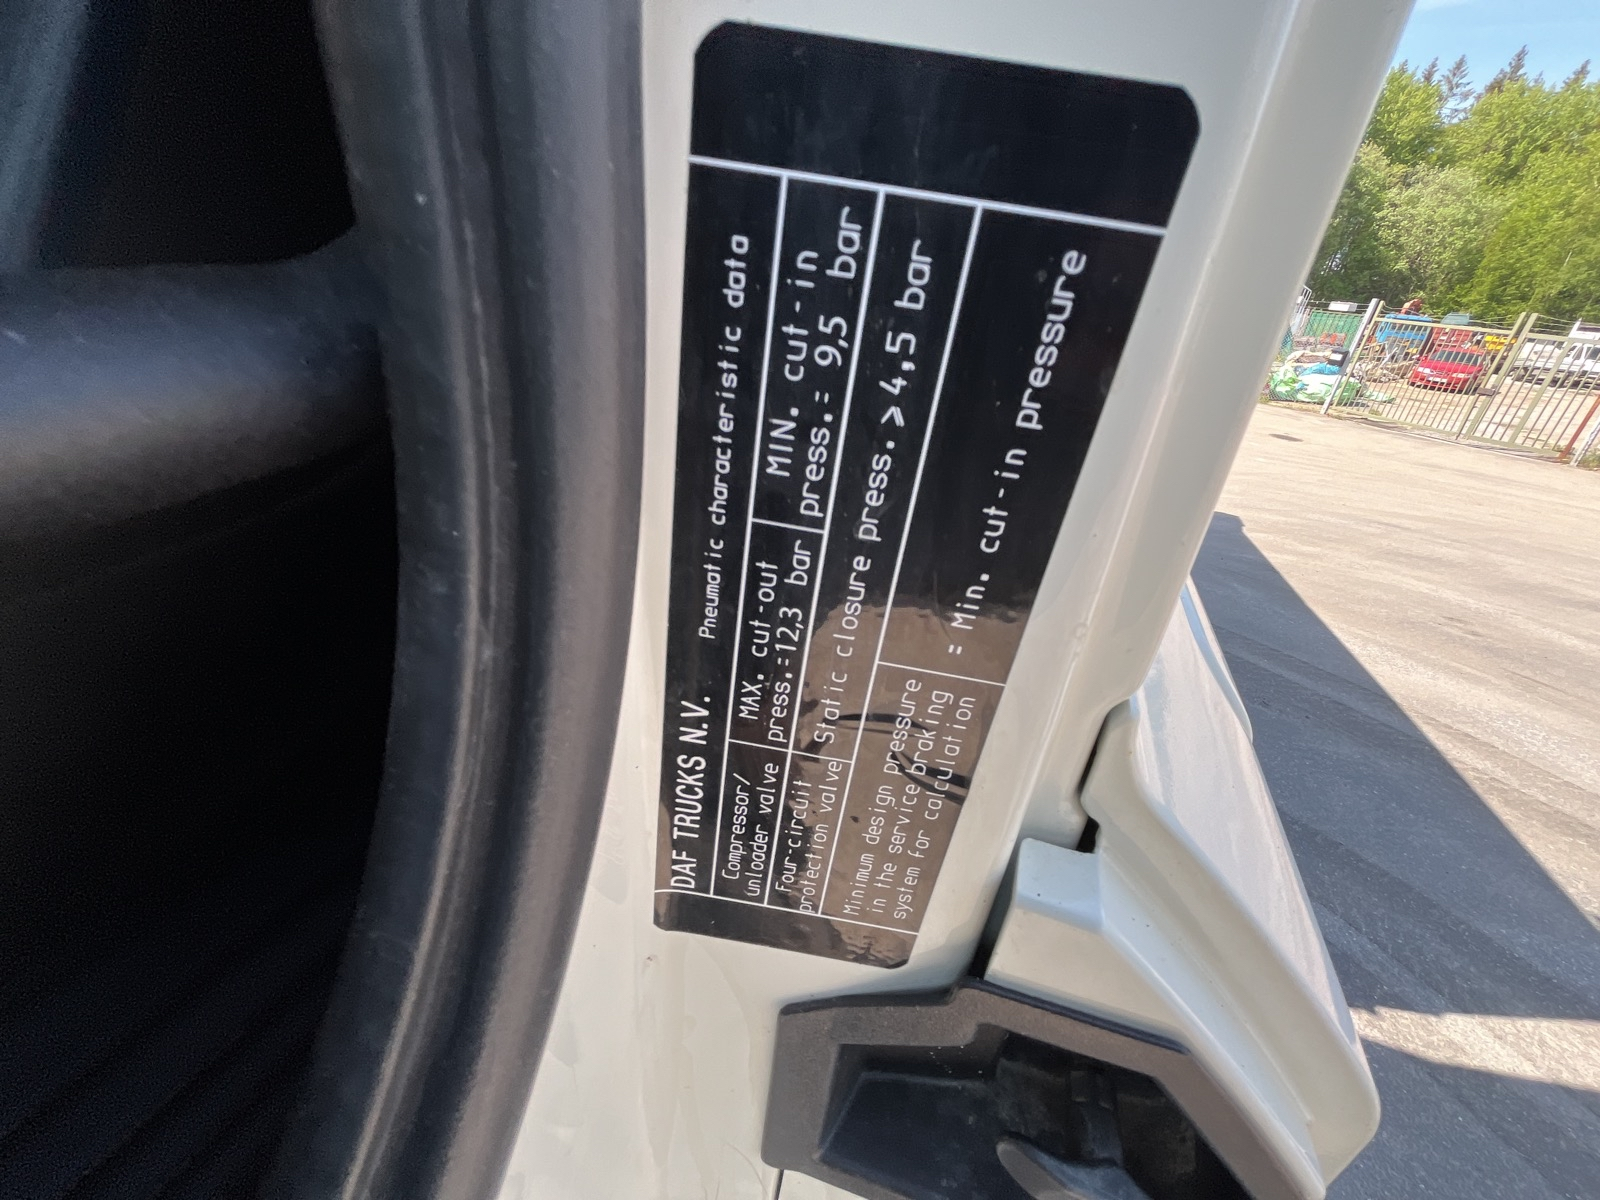 DAF TRUCKS N.V. Pneumatic characteristic data
Compressor/
unloader valve
MAX. cut-out
press.=12,3 bar
MIN. cut-in
press.= 9,5 bar
Four-circuit
protection valve
Static closure press.⩾4,5 bar
Minimum design pressure
in the service braking
system for calculation
= Min. cut-in pressure